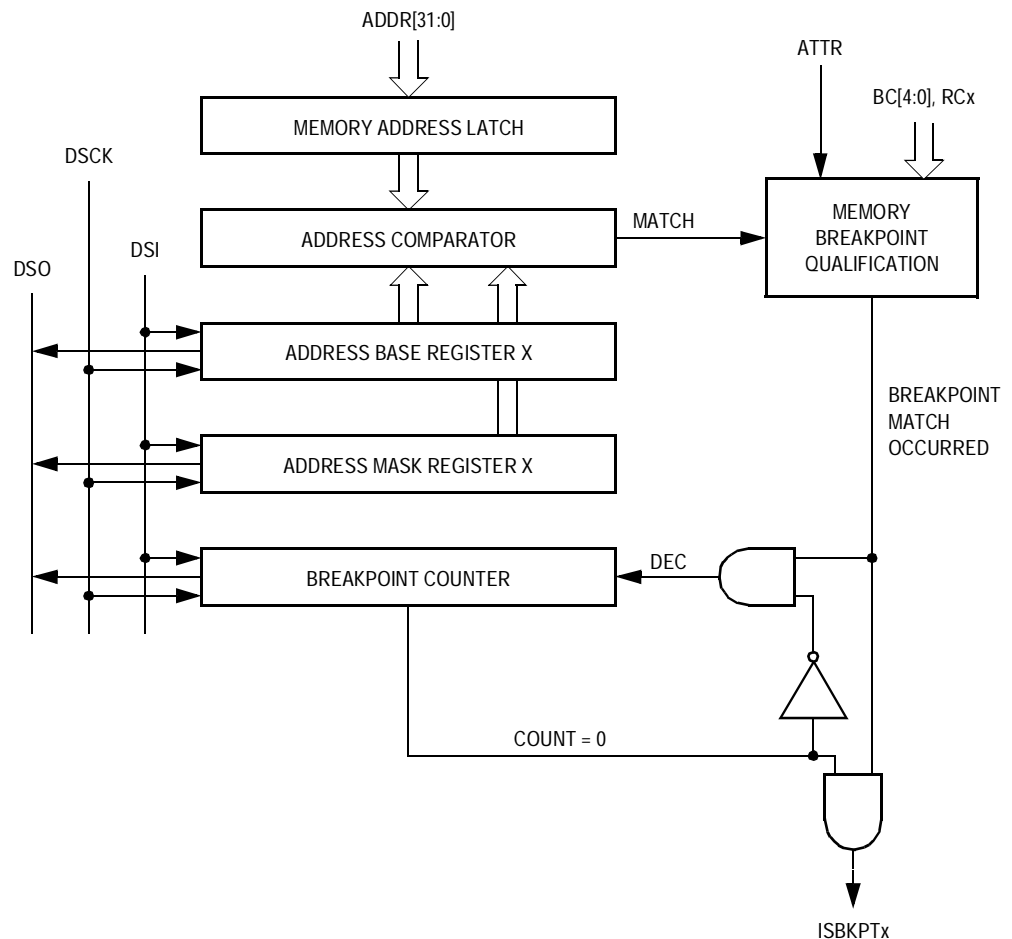 ADDR[31:0]
ATTR
BC[4:0], RCx
MEMORY ADDRESS LATCH
DSCK
MEMORY
BREAKPOINT
QUALIFICATION
MATCH
ADDRESS COMPARATOR
DSI
DSO
ADDRESS BASE REGISTER X
BREAKPOINT
MATCH
OCCURRED
ADDRESS MASK REGISTER X
DEC
BREAKPOINT COUNTER
COUNT = 0
ISBKPTx